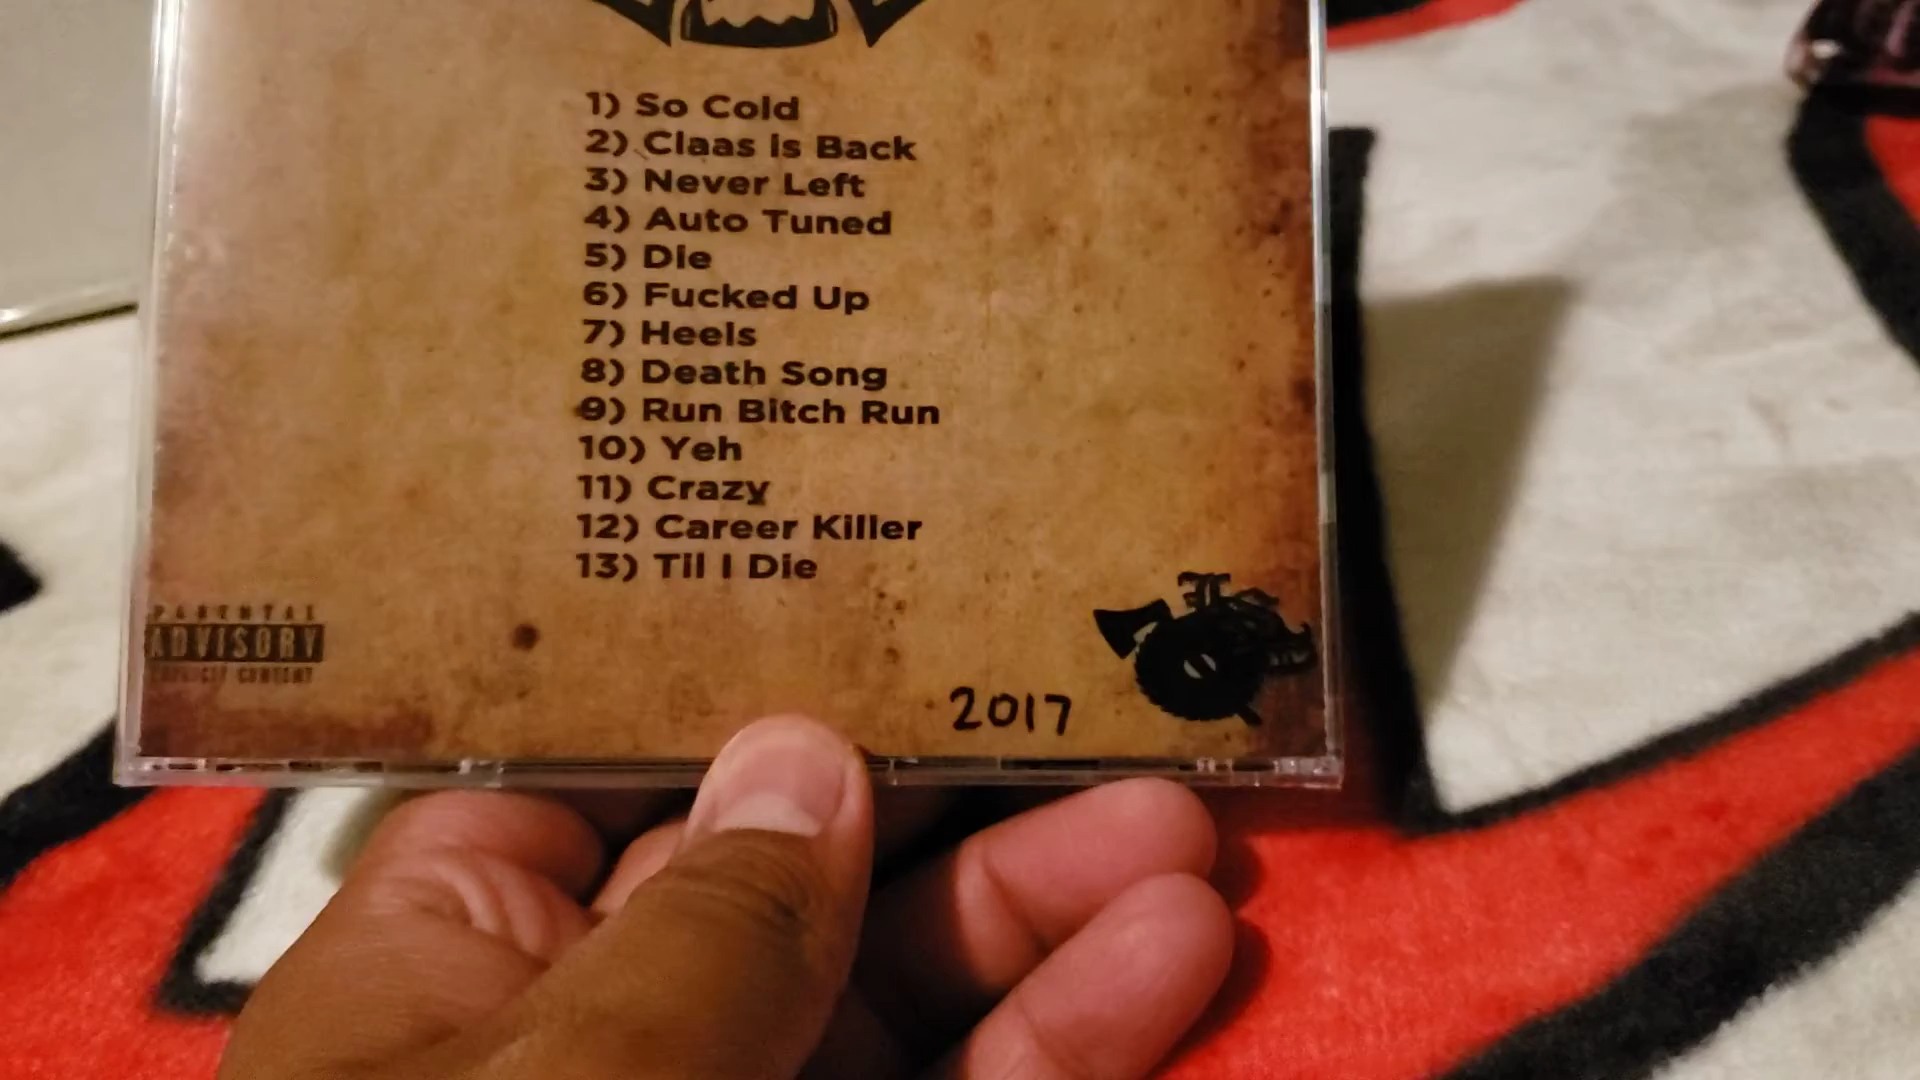 1) So Cold
2) Claas Is Back
3) Never Left
4) Auto Tuned
5) Die
6) Fucked Up
7) Heels
8) Death Song
9) Run Bitch Run
10) Yeh
11) Crazy
12) Career Killer
13) Til I Die
PARENTAL
ADVISORY
EXPLICIT CONTENT
2017